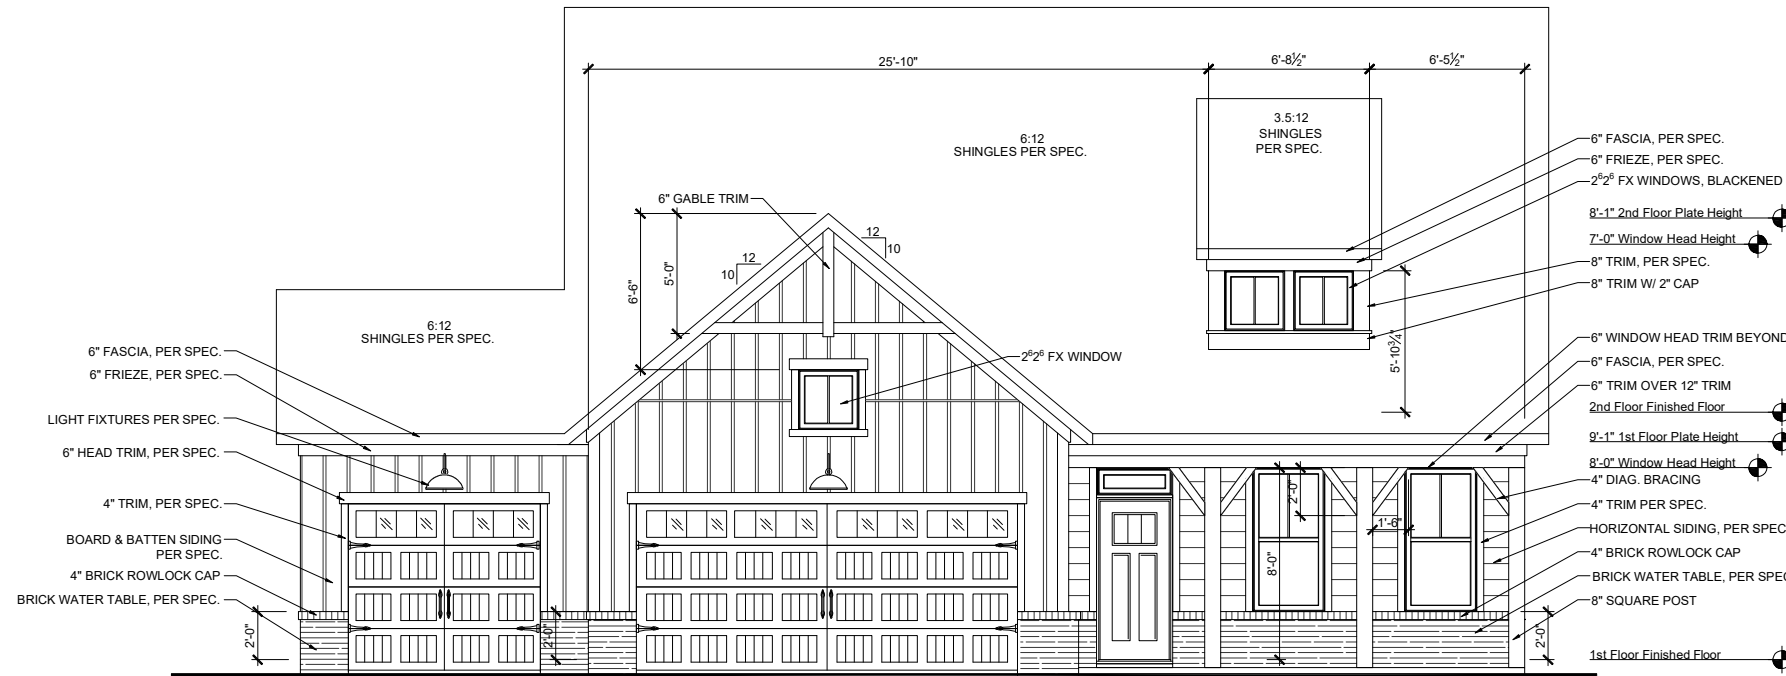 25'-10"
6'-8½"
6'-5½"
3.5:12
SHINGLES
PER SPEC.
6:12
SHINGLES PER SPEC.
6" FASCIA, PER SPEC.
6" FRIEZE, PER SPEC.
2⁶2⁶ FX WINDOWS, BLACKENED
8'-1" 2nd Floor Plate Height
7'-0" Window Head Height
8" TRIM, PER SPEC.
8" TRIM W/ 2" CAP
6" GABLE TRIM
12
10
12
10
6'-6"
5'-0"
5'-10¾"
6:12
SHINGLES PER SPEC.
2⁶2⁶ FX WINDOW
6" WINDOW HEAD TRIM BEYOND
6" FASCIA, PER SPEC.
6" TRIM OVER 12" TRIM
2nd Floor Finished Floor
9'-1" 1st Floor Plate Height
8'-0" Window Head Height
4" DIAG. BRACING
4" TRIM PER SPEC.
HORIZONTAL SIDING, PER SPEC
4" BRICK ROWLOCK CAP
BRICK WATER TABLE, PER SPEC
8" SQUARE POST
1st Floor Finished Floor
6" FASCIA, PER SPEC.
6" FRIEZE, PER SPEC.
LIGHT FIXTURES PER SPEC.
6" HEAD TRIM, PER SPEC.
4" TRIM, PER SPEC.
BOARD & BATTEN SIDING
PER SPEC.
4" BRICK ROWLOCK CAP
BRICK WATER TABLE, PER SPEC.
2'-0"
2'-0"
8'-0"
2'-0"
1'-6"
2'-0"